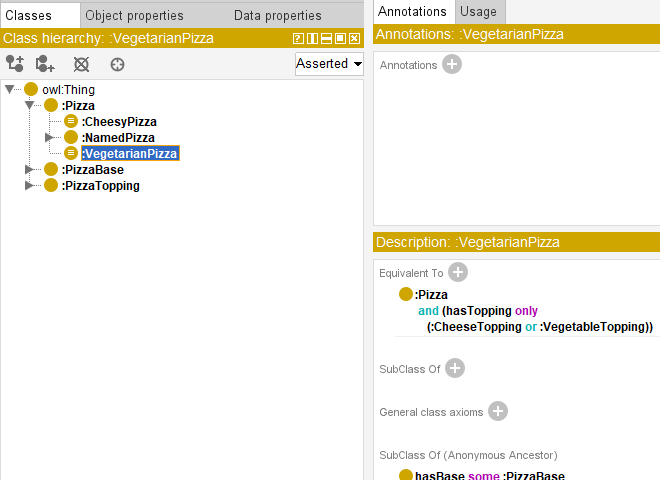 Classes
Object properties
Data properties
Class hierarchy: :VegetarianPizza
Asserted
owl:Thing
:Pizza
:CheesyPizza
:NamedPizza
:VegetarianPizza
:PizzaBase
:PizzaTopping
Annotations
Usage
Annotations: :VegetarianPizza
Annotations
Description: :VegetarianPizza
Equivalent To
:Pizza
and (hasTopping only
(:CheeseTopping or :VegetableTopping))
SubClass Of
General class axioms
SubClass Of (Anonymous Ancestor)
hasBase some :PizzaBase